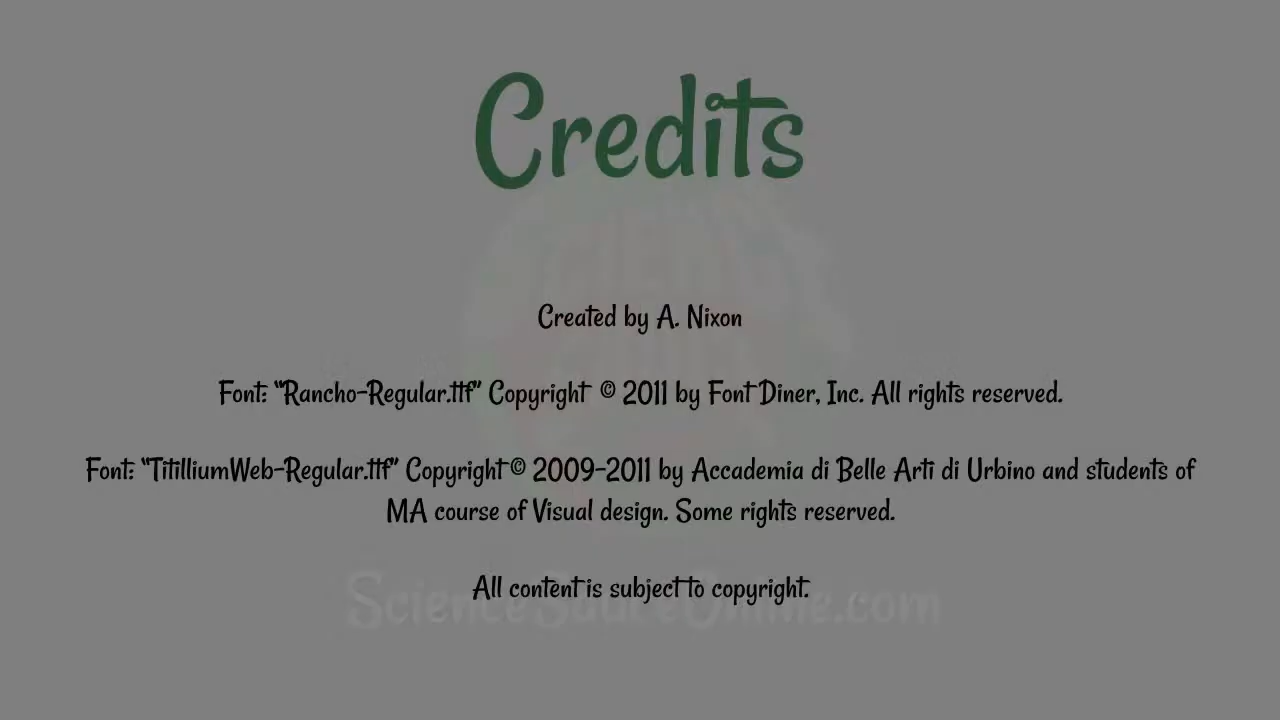 Credits
Created by A. Nixon
Font: “Rancho-Regular.ttf” Copyright © 2011 by Font Diner, Inc. All rights reserved.
Font: “TitilliumWeb-Regular.ttf” Copyright © 2009-2011 by Accademia di Belle Arti di Urbino and students of
MA course of Visual design. Some rights reserved.
All content is subject to copyright.
ScienceSauceOnline.com